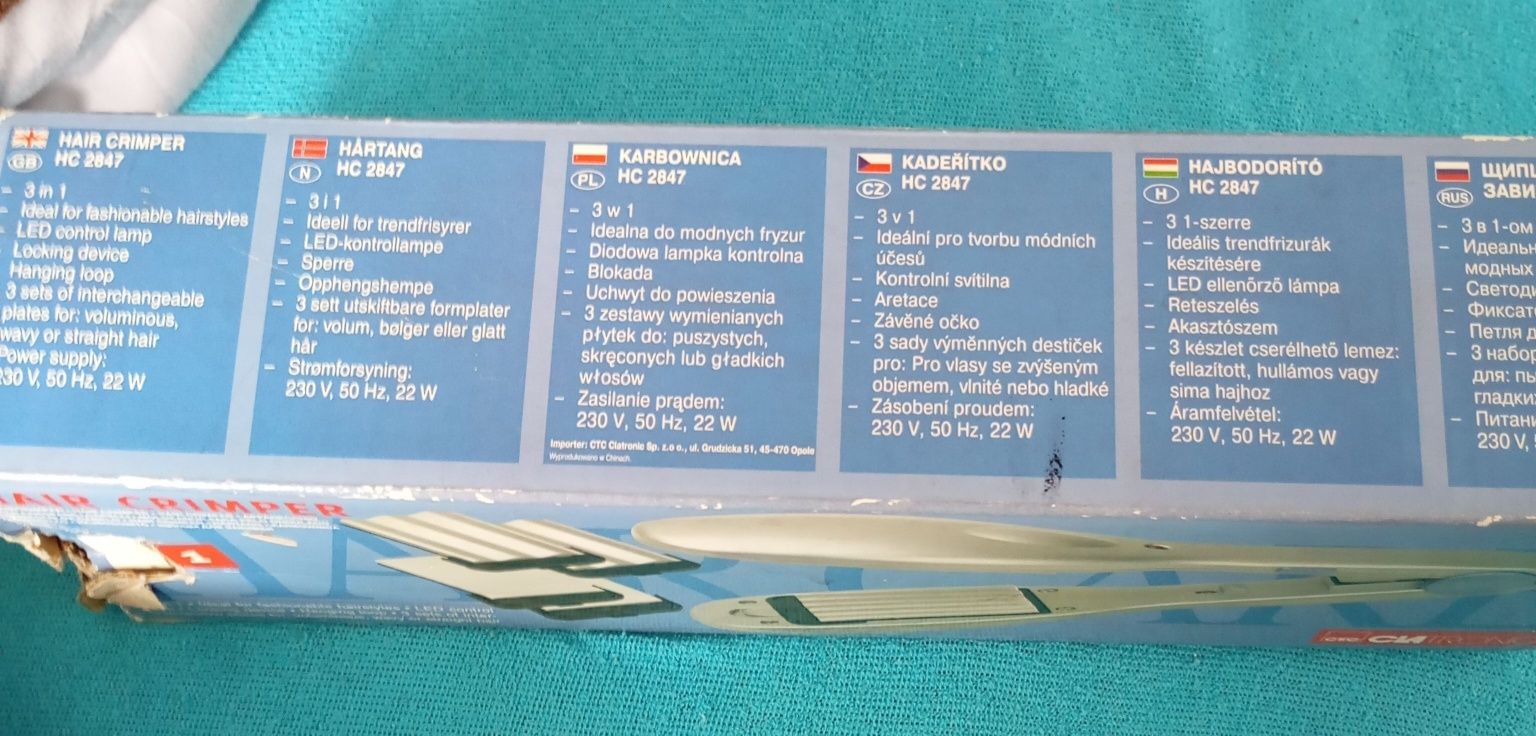 HAIR CRIMPER
GB HC 2847
- 3 in 1
- Ideal for fashionable hairstyles
- LED control lamp
Locking device
Hanging loop
3 sets of interchangeable
plates for: voluminous,
wavy or straight hair
Power supply:
230 V, 50 Hz, 22 W
HÅRTANG
N HC 2847
- 3 i 1
- Ideell for trendfrisyrer
- LED-kontrollampe
- Sperre
- Opphengshempe
- 3 sett utskiftbare formplater
for: volum, bølger eller glatt
hår
- Strømforsyning:
230 V, 50 Hz, 22 W
KARBOWNICA
PL HC 2847
- 3 w 1
- Idealna do modnych fryzur
- Diodowa lampka kontrolna
- Blokada
- Uchwyt do powieszenia
- 3 zestawy wymienianych
płytek do: puszystych,
skręconych lub gładkich
włosów
- Zasilanie prądem:
230 V, 50 Hz, 22 W
Importer: CTC Clatronic Sp. z.o o., ul. Grudzicka 51, 45-470 Opole
Wyprodukowano w Chinach.
KADEŘÍTKO
CZ HC 2847
- 3 v 1
- Ideální pro tvorbu módních
účesů
- Kontrolní svítilna
- Aretace
- Závěné očko
- 3 sady výměnných destiček
pro: Pro vlasy se zvýšeným
objemem, vlnité nebo hladké
- Zásobení proudem:
230 V, 50 Hz, 22 W
HAJBODORÍTÓ
H HC 2847
- 3 1-szerre
- Ideális trendfrizurák
készítésére
- LED ellenőrző lámpa
- Reteszelés
- Akasztószem
- 3 készlet cserélhető lemez:
fellazított, hullámos vagy
sima hajhoz
- Áramfelvétel:
230 V, 50 Hz, 22 W
RUS
- 3 в 1-ом
- 3
для:
230 V,
HAIR CRIMPER
1
CTC CLATRONIC